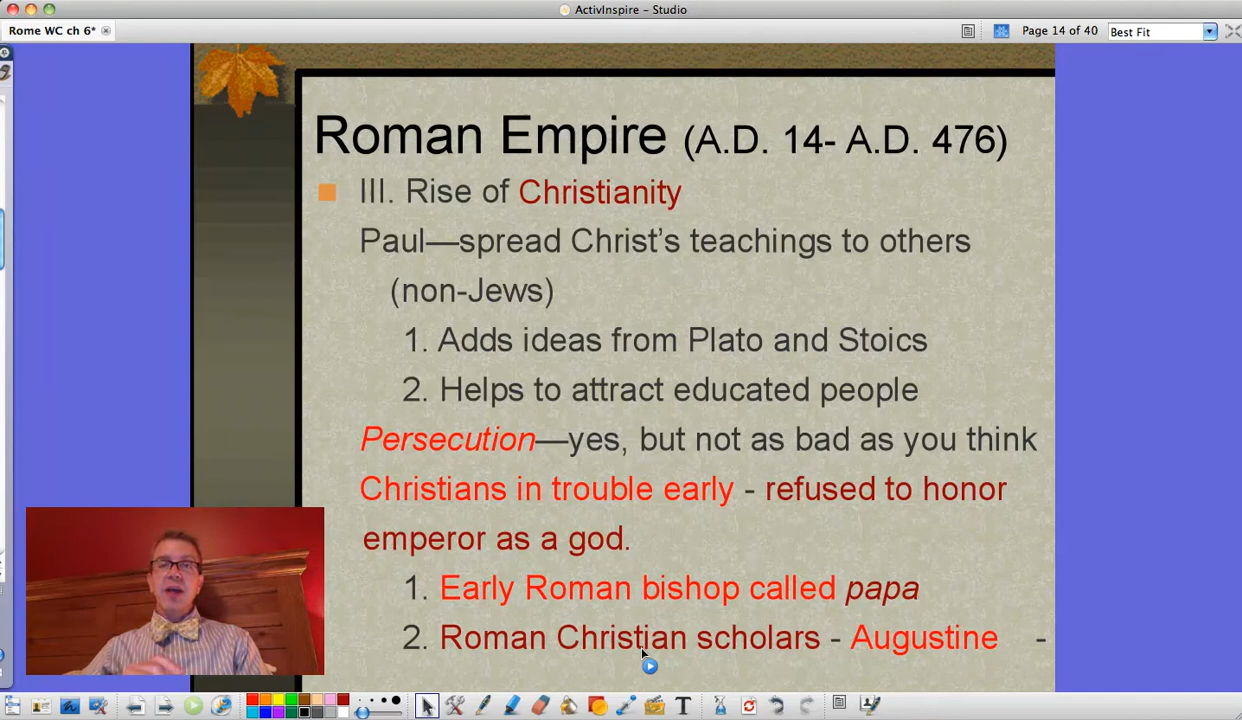 ActivInspire - Studio
Rome WC ch 6*
Page 14 of 40
Best Fit
Roman Empire (A.D. 14- A.D. 476)
III. Rise of Christianity
Paul—spread Christ’s teachings to others
(non-Jews)
1. Adds ideas from Plato and Stoics
2. Helps to attract educated people
Persecution—yes, but not as bad as you think
Christians in trouble early - refused to honor
emperor as a god.
1. Early Roman bishop called papa
2. Roman Christian scholars - Augustine -
T